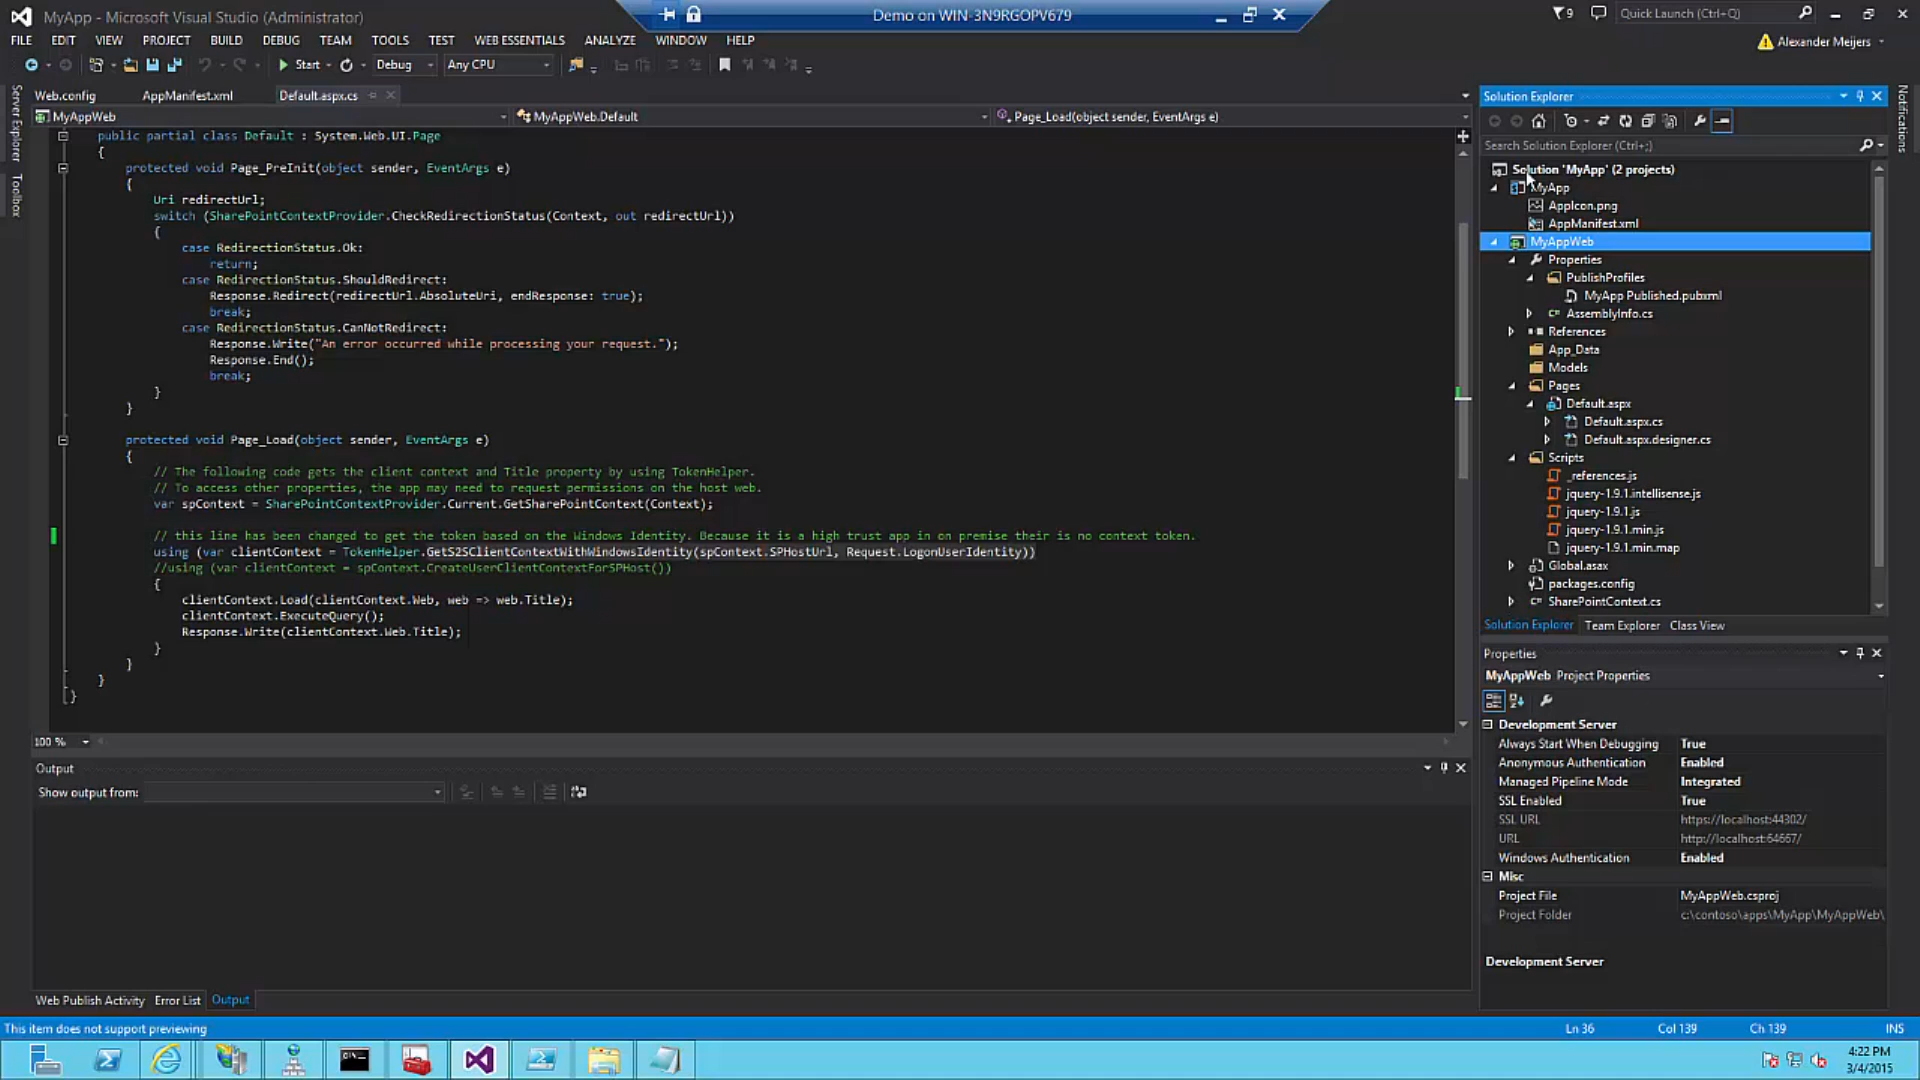 MyApp - Microsoft Visual Studio (Administrator)
Demo on WIN-3N9RGOPV679
9
Quick Launch (Ctrl+Q)
FILE EDIT VIEW PROJECT BUILD DEBUG TEAM TOOLS TEST WEB ESSENTIALS ANALYZE WINDOW HELP
Alexander Meijers
Start
Debug
Any CPU
Server Explorer
Toolbox
Notifications
Web.config AppManifest.xml Default.aspx.cs
MyAppWeb
MyAppWeb.Default
Page_Load(object sender, EventArgs e)
public partial class Default : System.Web.UI.Page
{
protected void Page_PreInit(object sender, EventArgs e)
{
Uri redirectUrl;
switch (SharePointContextProvider.CheckRedirectionStatus(Context, out redirectUrl))
{
case RedirectionStatus.Ok:
return;
case RedirectionStatus.ShouldRedirect:
Response.Redirect(redirectUrl.AbsoluteUri, endResponse: true);
break;
case RedirectionStatus.CanNotRedirect:
Response.Write("An error occurred while processing your request.");
Response.End();
break;
}
}
protected void Page_Load(object sender, EventArgs e)
{
// The following code gets the client context and Title property by using TokenHelper.
// To access other properties, the app may need to request permissions on the host web.
var spContext = SharePointContextProvider.Current.GetSharePointContext(Context);
// this line has been changed to get the token based on the Windows Identity. Because it is a high trust app in on premise their is no context token.
using (var clientContext = TokenHelper.GetS2SClientContextWithWindowsIdentity(spContext.SPHostUrl, Request.LogonUserIdentity))
//using (var clientContext = spContext.CreateUserClientContextForSPHost())
{
clientContext.Load(clientContext.Web, web => web.Title);
clientContext.ExecuteQuery();
Response.Write(clientContext.Web.Title);
}
}
}
}
100 %
Output
Show output from:
Web Publish Activity Error List Output
Solution Explorer
Search Solution Explorer (Ctrl+;)
Solution 'MyApp' (2 projects)
MyApp
AppIcon.png
AppManifest.xml
MyAppWeb
Properties
PublishProfiles
MyApp Published.pubxml
AssemblyInfo.cs
References
App_Data
Models
Pages
Default.aspx
Default.aspx.cs
Default.aspx.designer.cs
Scripts
_references.js
jquery-1.9.1.intellisense.js
jquery-1.9.1.js
jquery-1.9.1.min.js
jquery-1.9.1.min.map
Global.asax
packages.config
SharePointContext.cs
Solution Explorer Team Explorer Class View
Properties
MyAppWeb Project Properties
Development Server
Always Start When Debugging True
Anonymous Authentication Enabled
Managed Pipeline Mode Integrated
SSL Enabled True
SSL URL https://localhost:44302/
URL http://localhost:64667/
Windows Authentication Enabled
Misc
Project File MyAppWeb.csproj
Project Folder c:\contoso\apps\MyApp\MyAppWeb\
Development Server
This item does not support previewing
Ln 36 Col 139 Ch 139 INS
4:22 PM
3/4/2015